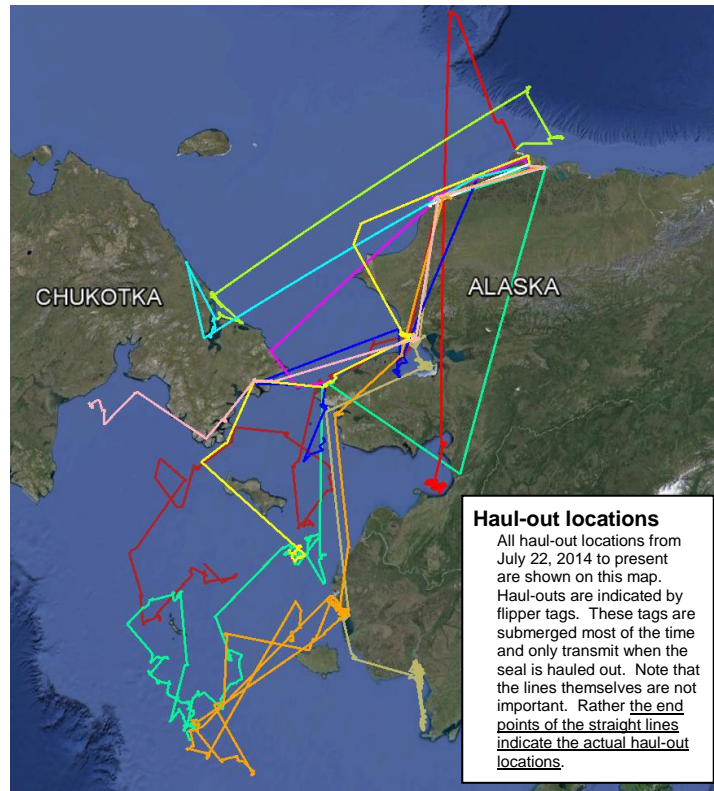 CHUKOTKA
ALASKA
Haul-out locations
All haul-out locations from
July 22, 2014 to present
are shown on this map.
Haul-outs are indicated by
flipper tags. These tags are
submerged most of the time
and only transmit when the
seal is hauled out. Note that
the lines themselves are not
important. Rather the end
points of the straight lines
indicate the actual haul-out
locations.